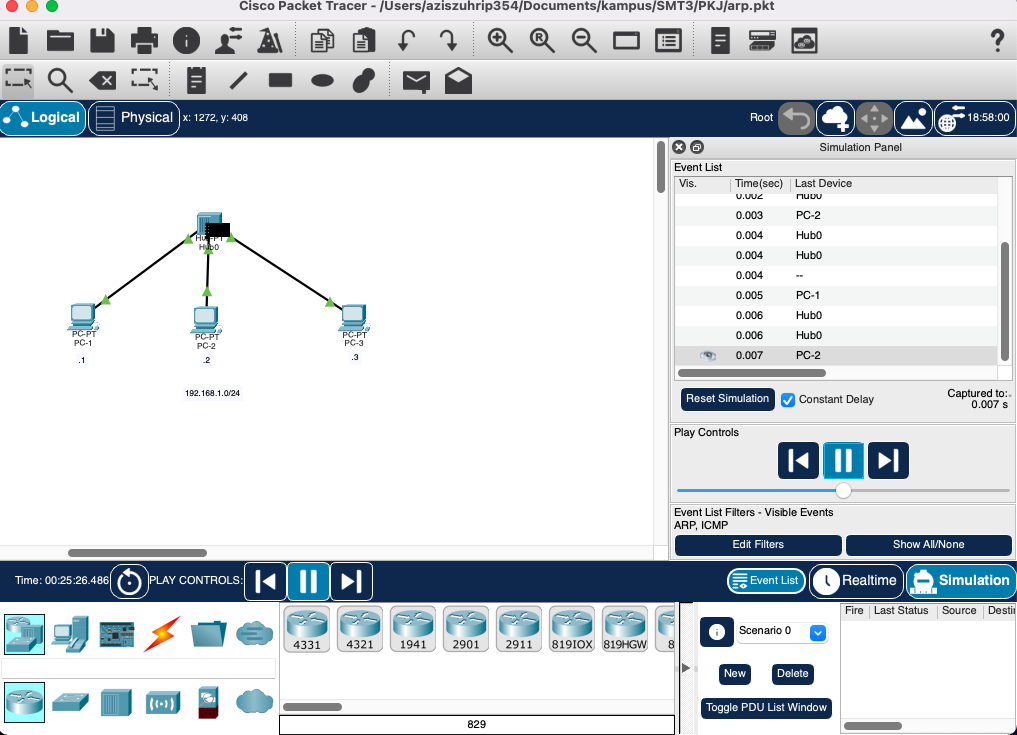 Cisco Packet Tracer - /Users/aziszuhrip354/Documents/kampus/SMT3/PKJ/arp.pkt
Logical
Physical
x: 1272, y: 408
Root
18:58:00
Simulation Panel
Event List
Vis. Time(sec) Last Device
0.002 Hub0
0.003 PC-2
0.004 Hub0
0.004 Hub0
0.004 --
0.005 PC-1
0.006 Hub0
0.006 Hub0
0.007 PC-2
Reset Simulation
Constant Delay
Captured to:
0.007 s
Play Controls
Event List Filters - Visible Events
ARP, ICMP
Edit Filters
Show All/None
Hub0
PC-PT
PC-1
.1
PC-PT
PC-2
.2
PC-PT
PC-3
.3
192.168.1.0/24
Time: 00:25:26.486
PLAY CONTROLS:
Event List
Realtime
Simulation
4331
4321
1941
2901
2911
819IOX
819HGW
8
829
Scenario 0
New
Delete
Toggle PDU List Window
Fire Last Status Source Destin